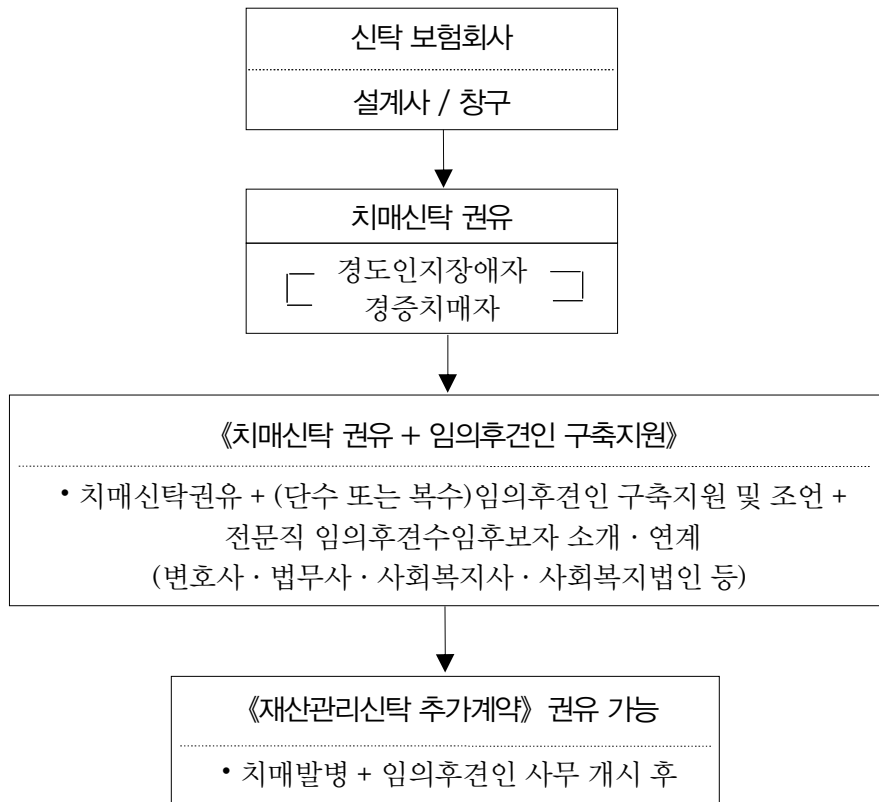 신탁 보험회사
설계사 / 창구
치매신탁 권유
경도인지장애자
경증치매자
《치매신탁 권유 + 임의후견인 구축지원》
• 치매신탁권유 + (단수 또는 복수)임의후견인 구축지원 및 조언 +
전문직 임의후견수임후보자 소개 · 연계
(변호사 · 법무사 · 사회복지사 · 사회복지법인 등)
《재산관리신탁 추가계약》 권유 가능
• 치매발병 + 임의후견인 사무 개시 후